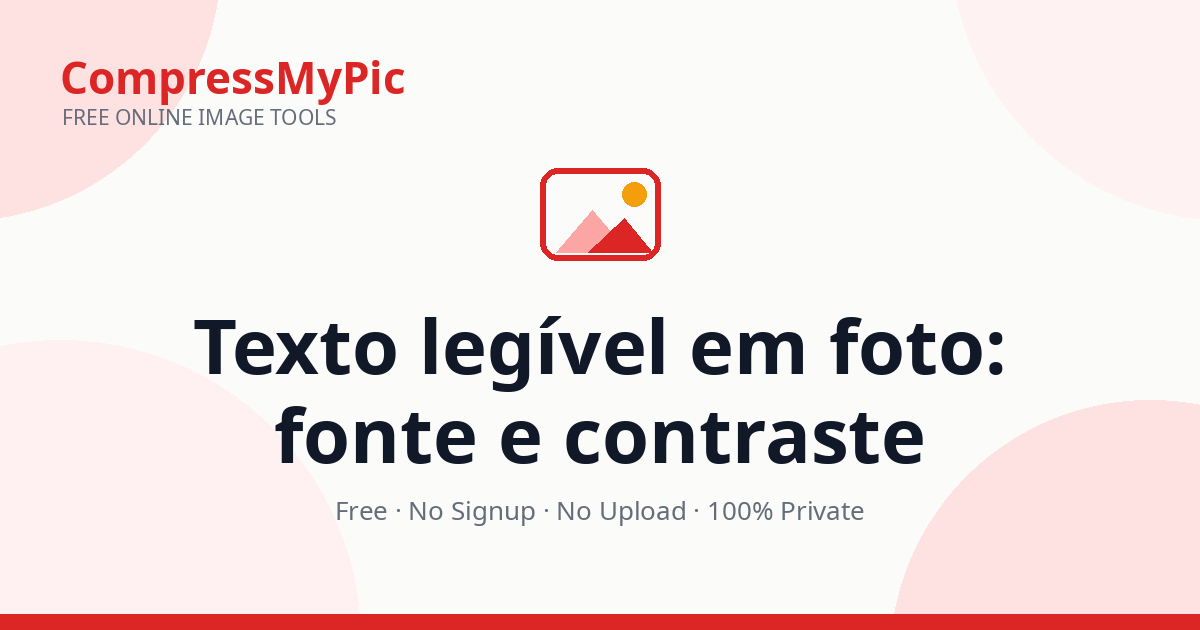 CompressMyPic
FREE ONLINE IMAGE TOOLS
Texto legível em foto:
fonte e contraste
Free · No Signup · No Upload · 100% Private